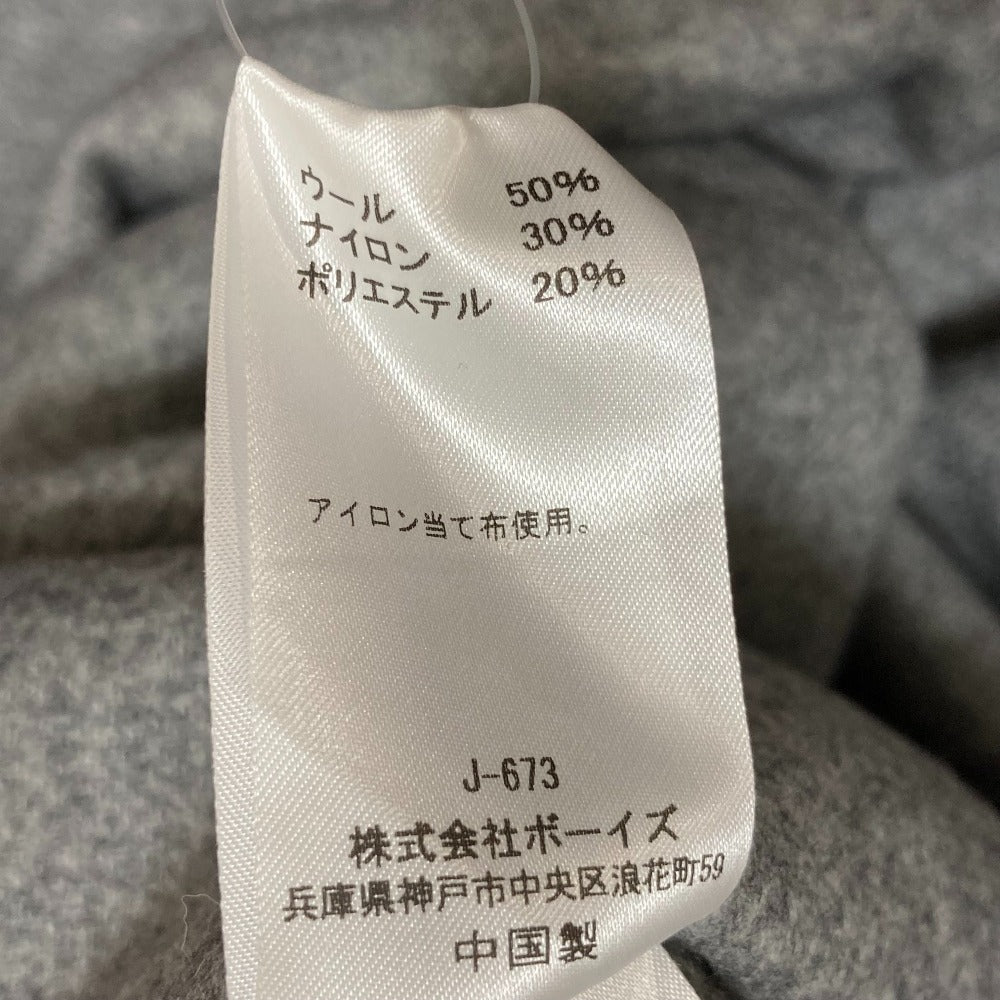 ウール 50%
ナイロン 30%
ポリエステル 20%
アイロン当て布使用。
J-673
株式会社ボーイズ
兵庫県神戸市中央区浪花町59
中国製